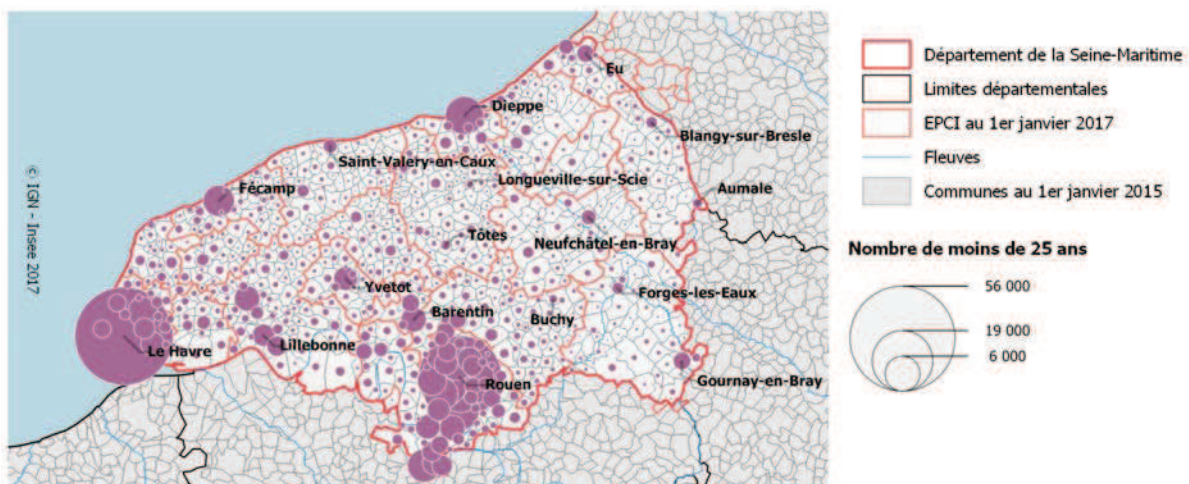 Eu
Dieppe
Blangy-sur-Bresle
Saint-Valery-en-Caux
Longueville-sur-Scie
Fécamp
Aumale
Tôtes
Neufchâtel-en-Bray
Yvetot
Forges-les-Eaux
Barentin
Buchy
Le Havre
Lillebonne
Rouen
Gournay-en-Bray
© IGN - Insee 2017
Département de la Seine-Maritime
Limites départementales
EPCI au 1er janvier 2017
Fleuves
Communes au 1er janvier 2015
Nombre de moins de 25 ans
56 000
19 000
6 000